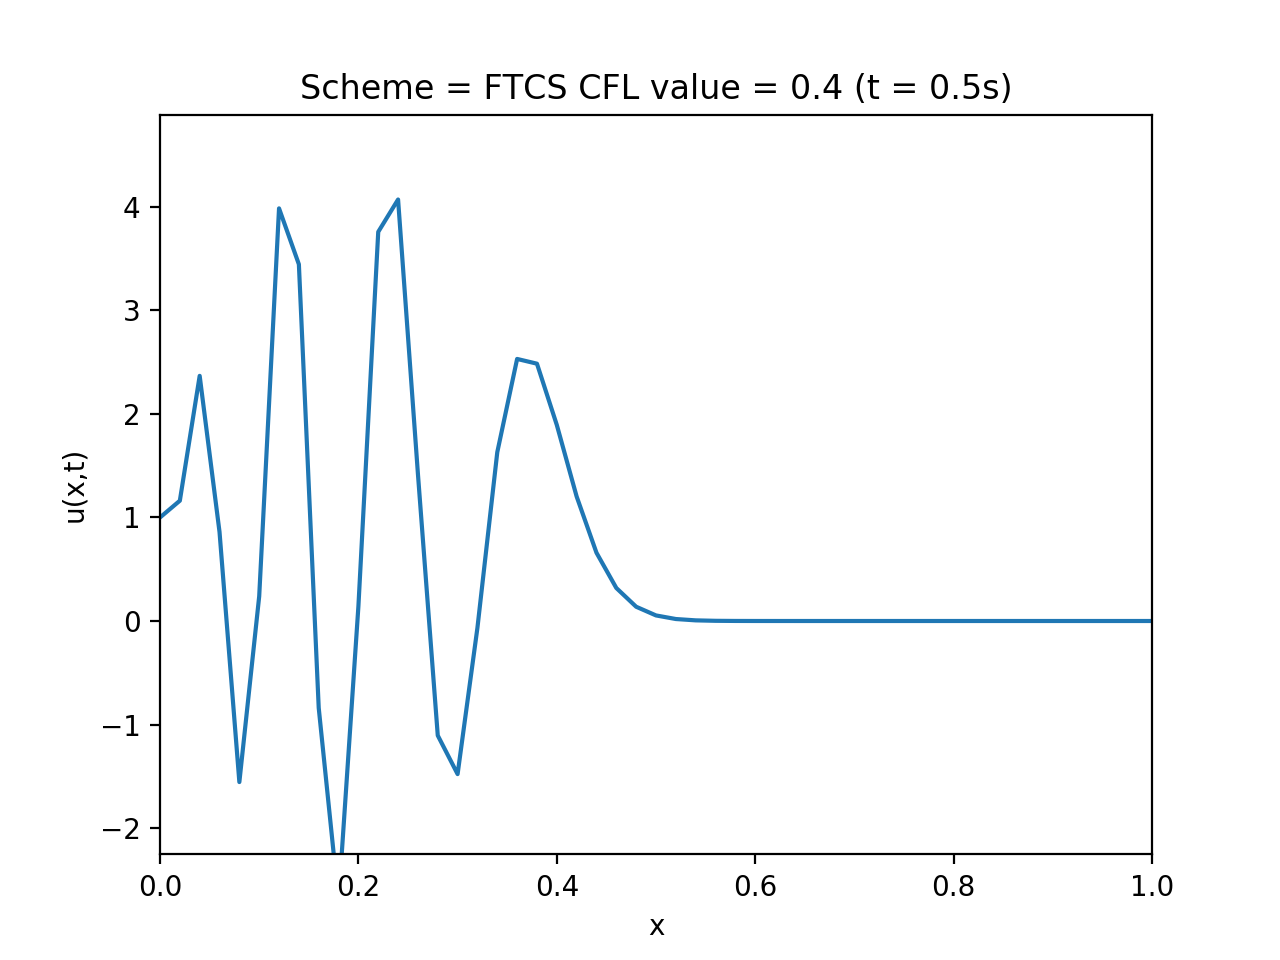 Scheme = FTCS CFL value = 0.4 (t = 0.5s)
4
3
2
1
0
−1
−2
u(x,t)
0.0 0.2 0.4 0.6 0.8 1.0
x